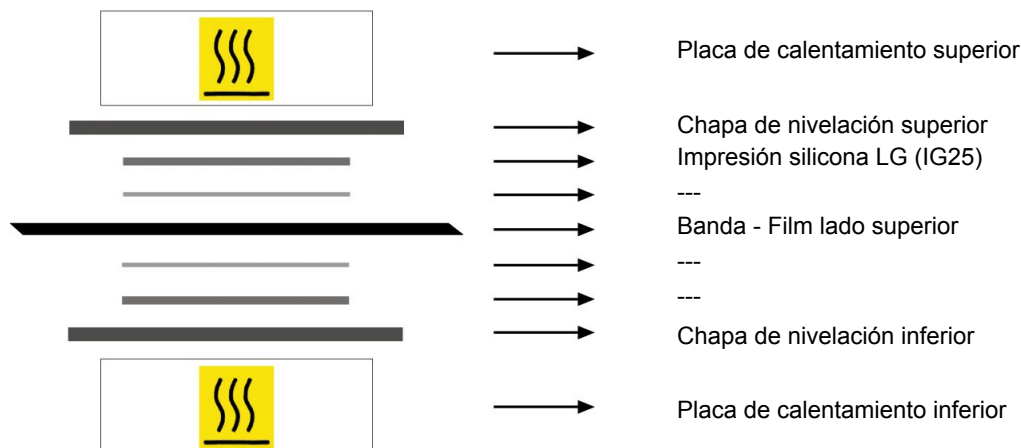 Placa de calentamiento superior
Chapa de nivelación superior
Impresión silicona LG (IG25)
---
Banda - Film lado superior
---
---
Chapa de nivelación inferior
Placa de calentamiento inferior